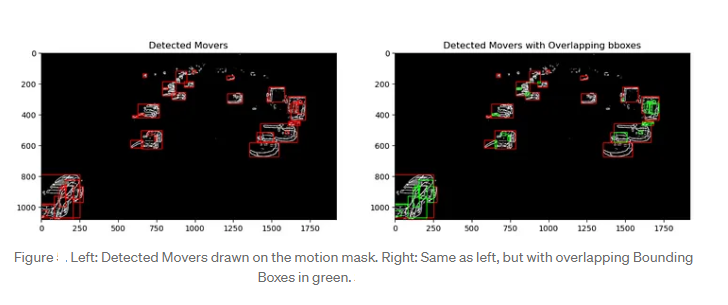 Detected Movers
Detected Movers with Overlapping bboxes
0
200
400
600
800
1000
0 250 500 750 1000 1250 1500 1750
0
200
400
600
800
1000
0 250 500 750 1000 1250 1500 1750
Figure . Left: Detected Movers drawn on the motion mask. Right: Same as left, but with overlapping Bounding
Boxes in green.